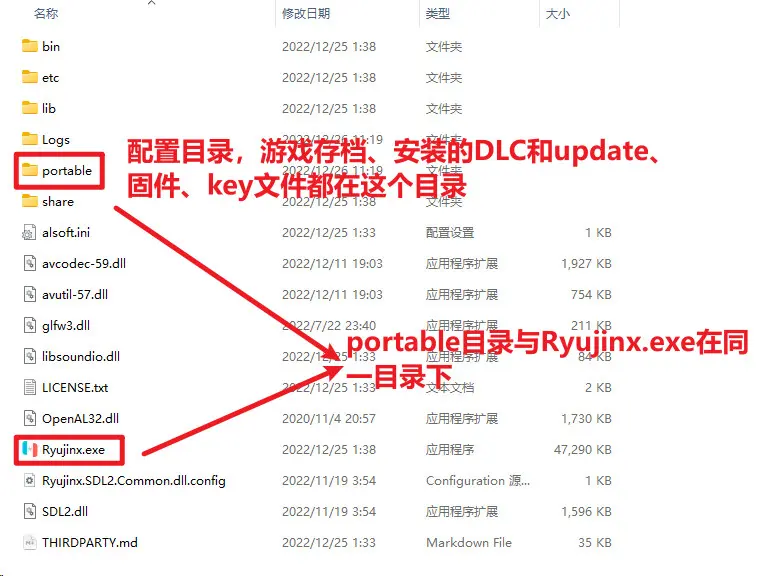 名称 修改日期 类型 大小
bin 2022/12/25 1:38 文件夹
etc 2022/12/25 1:38 文件夹
lib 2022/12/25 1:38 文件夹
Logs 2022/12/26 11:19 文件夹
配置目录，游戏存档、安装的DLC和update、
portable 2022/12/26 11:19 文件夹
固件、key文件都在这个目录
share 2022/12/25 1:38 文件夹
alsoft.ini 2022/12/25 1:33 配置设置 1 KB
avcodec-59.dll 2022/12/11 19:03 应用程序扩展 1,927 KB
avutil-57.dll 2022/12/11 19:03 应用程序扩展 754 KB
glfw3.dll 2022/7/22 23:40 应用程序扩展 211 KB
portable目录与Ryujinx.exe在同
libsoundio.dll 2022/12/25 1:33 应用程序扩展 84 KB
一目录下
LICENSE.txt 2022/12/25 1:33 文本文档 2 KB
OpenAL32.dll 2020/11/4 20:57 应用程序扩展 1,730 KB
Ryujinx.exe 2022/12/25 1:38 应用程序 47,290 KB
Ryujinx.SDL2.Common.dll.config 2022/11/19 3:54 Configuration 源... 1 KB
SDL2.dll 2022/11/19 3:54 应用程序扩展 1,596 KB
THIRDPARTY.md 2022/12/25 1:33 Markdown File 35 KB